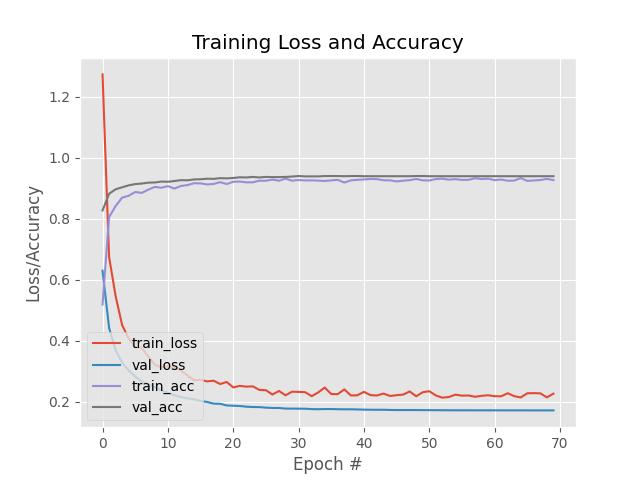 Training Loss and Accuracy
Loss/Accuracy
1.2
1.0
0.8
0.6
0.4
0.2
train_loss
val_loss
train_acc
val_acc
0 10 20 30 40 50 60 70
Epoch #